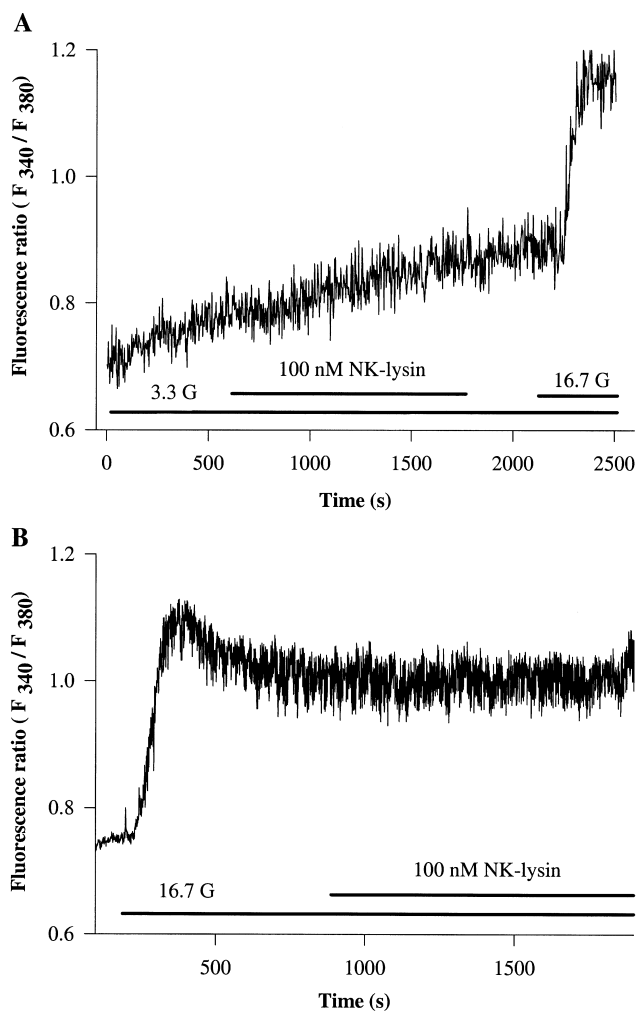 A
Fluorescence ratio ( F 340 / F 380)
1.2
1.0
0.8
0.6
100 nM NK-lysin
3.3 G
16.7 G
0 500 1000 1500 2000 2500
Time (s)
B
Fluorescence ratio ( F 340 / F 380)
1.2
1.0
0.8
0.6
100 nM NK-lysin
16.7 G
500 1000 1500
Time (s)